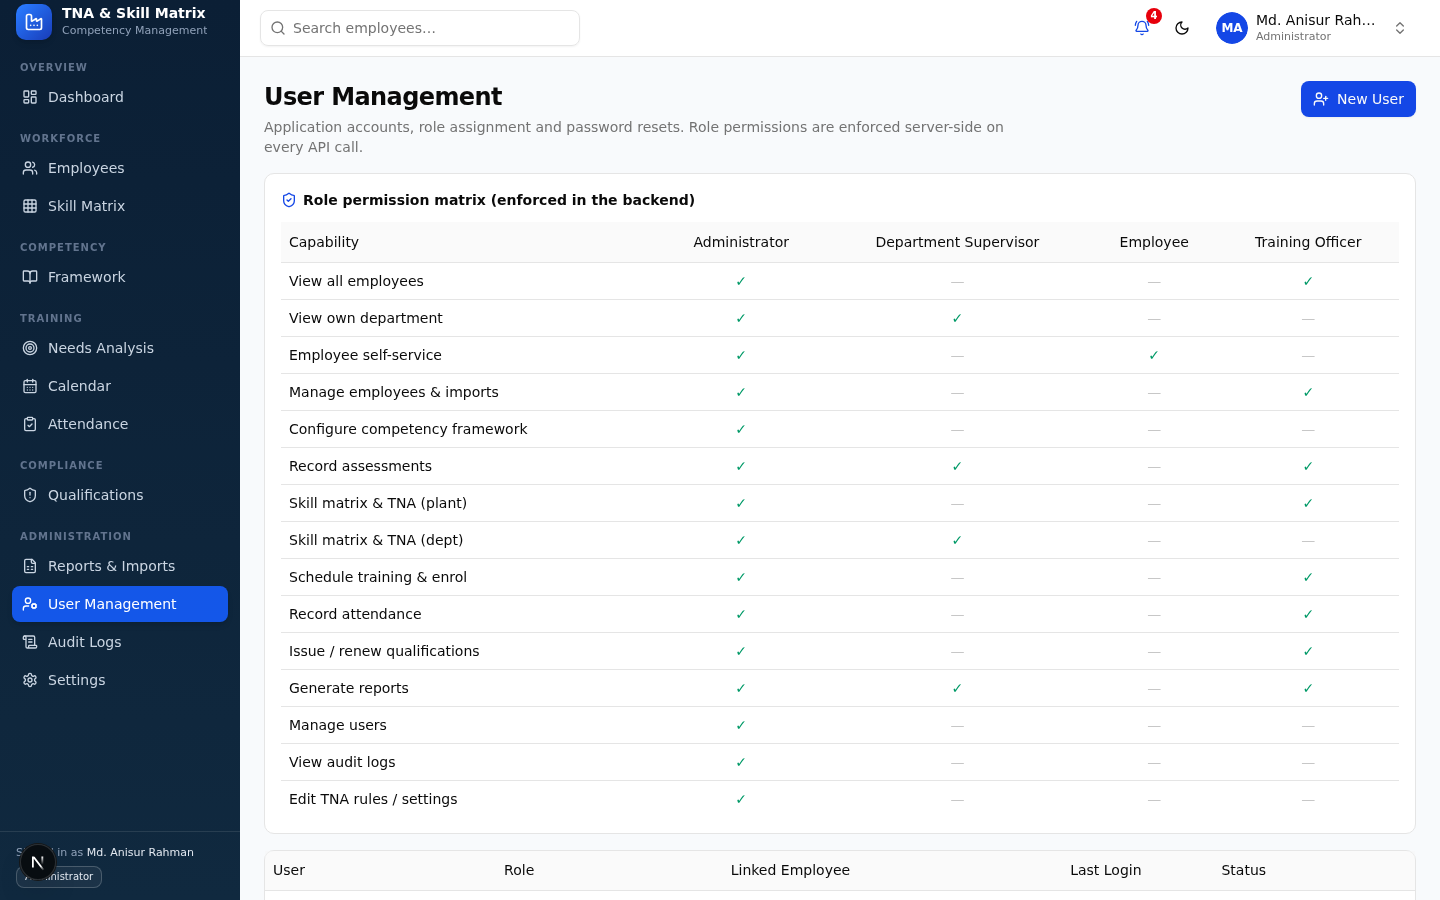 TNA & Skill Matrix
Competency Management
OVERVIEW
Dashboard
WORKFORCE
Employees
Skill Matrix
COMPETENCY
Framework
TRAINING
Needs Analysis
Calendar
Attendance
COMPLIANCE
Qualifications
ADMINISTRATION
Reports & Imports
User Management
Audit Logs
Settings
in as Md. Anisur Rahman
N
Search employees...
4
MA
Md. Anisur Rah...
Administrator
User Management
Application accounts, role assignment and password resets. Role permissions are enforced server-side on
every API call.
New User
Role permission matrix (enforced in the backend)
Capability Administrator Department Supervisor Employee Training Officer
View all employees ✓ — — ✓
View own department ✓ ✓ — —
Employee self-service ✓ — ✓ —
Manage employees & imports ✓ — — ✓
Configure competency framework ✓ — — —
Record assessments ✓ ✓ — ✓
Skill matrix & TNA (plant) ✓ — — ✓
Skill matrix & TNA (dept) ✓ ✓ — —
Schedule training & enrol ✓ — — ✓
Record attendance ✓ — — ✓
Issue / renew qualifications ✓ — — ✓
Generate reports ✓ ✓ — ✓
Manage users ✓ — — —
View audit logs ✓ — — —
Edit TNA rules / settings ✓ — — —
User Role Linked Employee Last Login Status